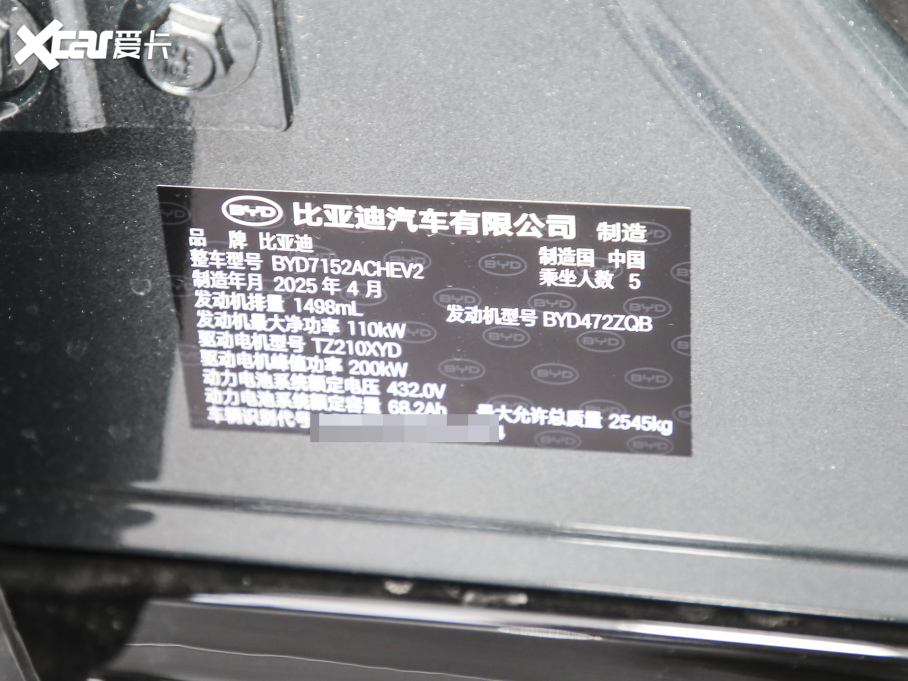 Xcar爱卡
BYD 比亚迪汽车有限公司 制造
品 牌 比亚迪 制造国 中国
整车型号 BYD7152ACHEV2 乘坐人数 5
制造年月 2025 年 4 月
发动机排量 1498mL 发动机型号 BYD472ZQB
发动机最大净功率 110kW
驱动电机型号 TZ210XYD
驱动电机峰值功率 200kW
动力电池系统额定电压 432.0V
动力电池系统额定容量 68.2Ah 最大允许总质量 2545kg
车辆识别代号